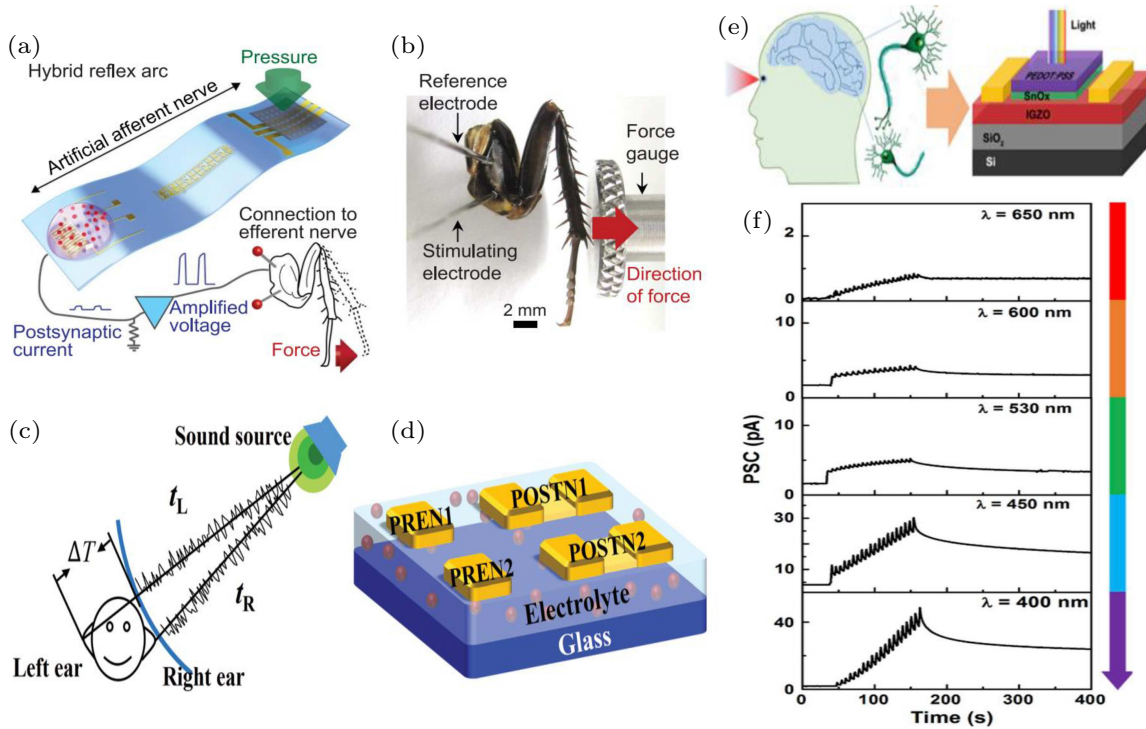 (a)
Hybrid reflex arc
Pressure
Artificial afferent nerve
Connection to
efferent nerve
Amplified
voltage
Postsynaptic
current
Force
(b)
Reference
electrode
Force
gauge
Stimulating
electrode
Direction
of force
2 mm
(c)
Sound source
t_L
ΔT
t_R
Left ear
Right ear
(d)
PREN1
POSTN1
PREN2
POSTN2
Electrolyte
Glass
(e)
Light
PEDOT:PSS
SnOx
IGZO
SiO₂
Si
(f)
λ = 650 nm
2
0
λ = 600 nm
10
0
λ = 530 nm
10
0
λ = 450 nm
30
10
λ = 400 nm
40
0
PSC (pA)
0 100 200 300 400
Time (s)